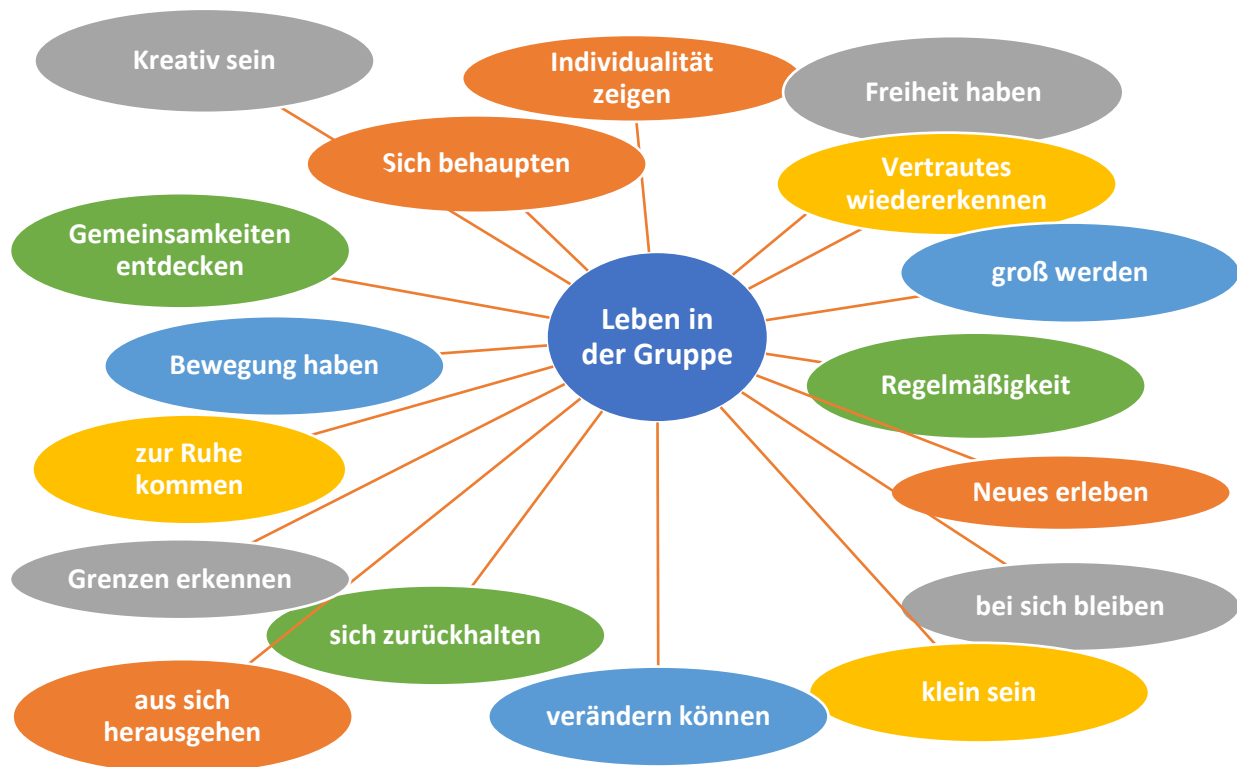 Kreativ sein
Individualität
zeigen
Freiheit haben
Sich behaupten
Vertrautes
wiedererkennen
Gemeinsamkeiten
entdecken
groß werden
Leben in
der Gruppe
Bewegung haben
Regelmäßigkeit
zur Ruhe
kommen
Neues erleben
Grenzen erkennen
bei sich bleiben
sich zurückhalten
klein sein
aus sich
herausgehen
verändern können